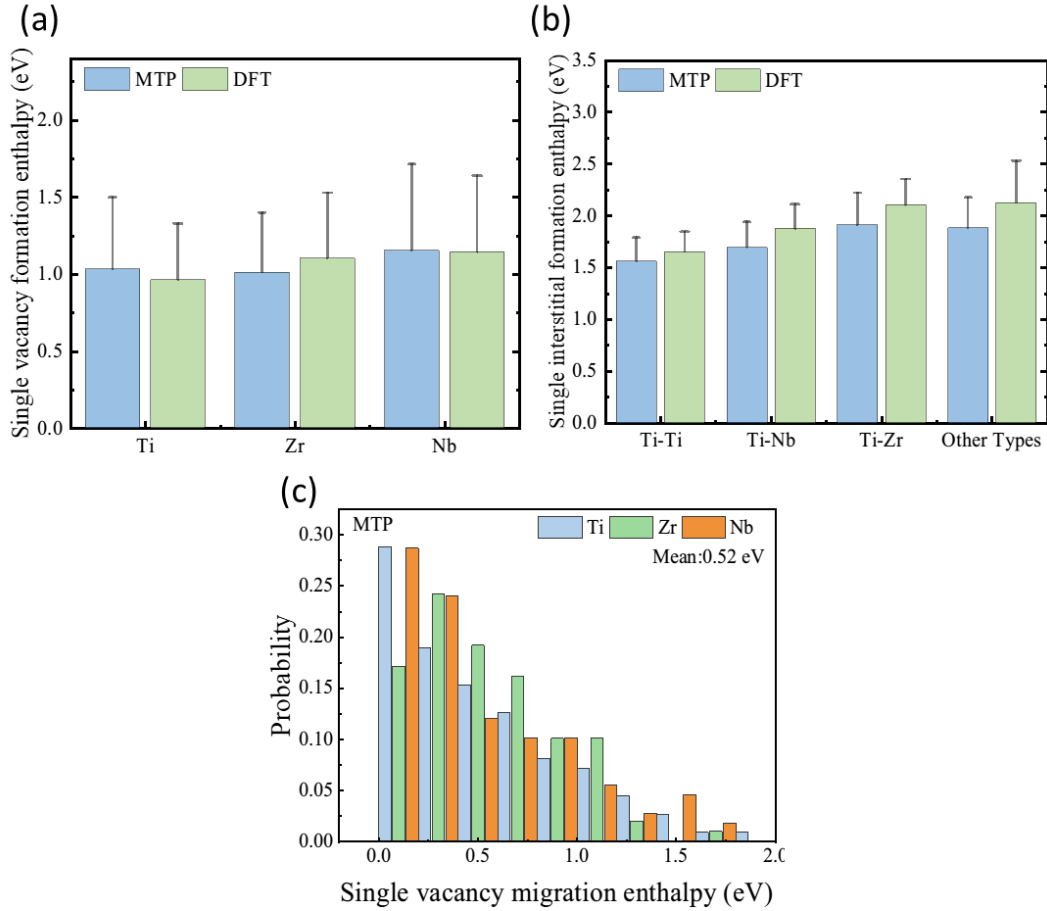 (a)
Single vacancy formation enthalpy (eV)
MTP DFT
2.0
1.5
1.0
0.5
0.0
Ti Zr Nb
(b)
Single interstitial formation enthalpy (eV)
MTP DFT
3.5
3.0
2.5
2.0
1.5
1.0
0.5
0.0
Ti-Ti Ti-Nb Ti-Zr Other Types
(c)
Probability
MTP Ti Zr Nb
Mean:0.52 eV
0.30
0.25
0.20
0.15
0.10
0.05
0.00
0.0 0.5 1.0 1.5 2.0
Single vacancy migration enthalpy (eV)